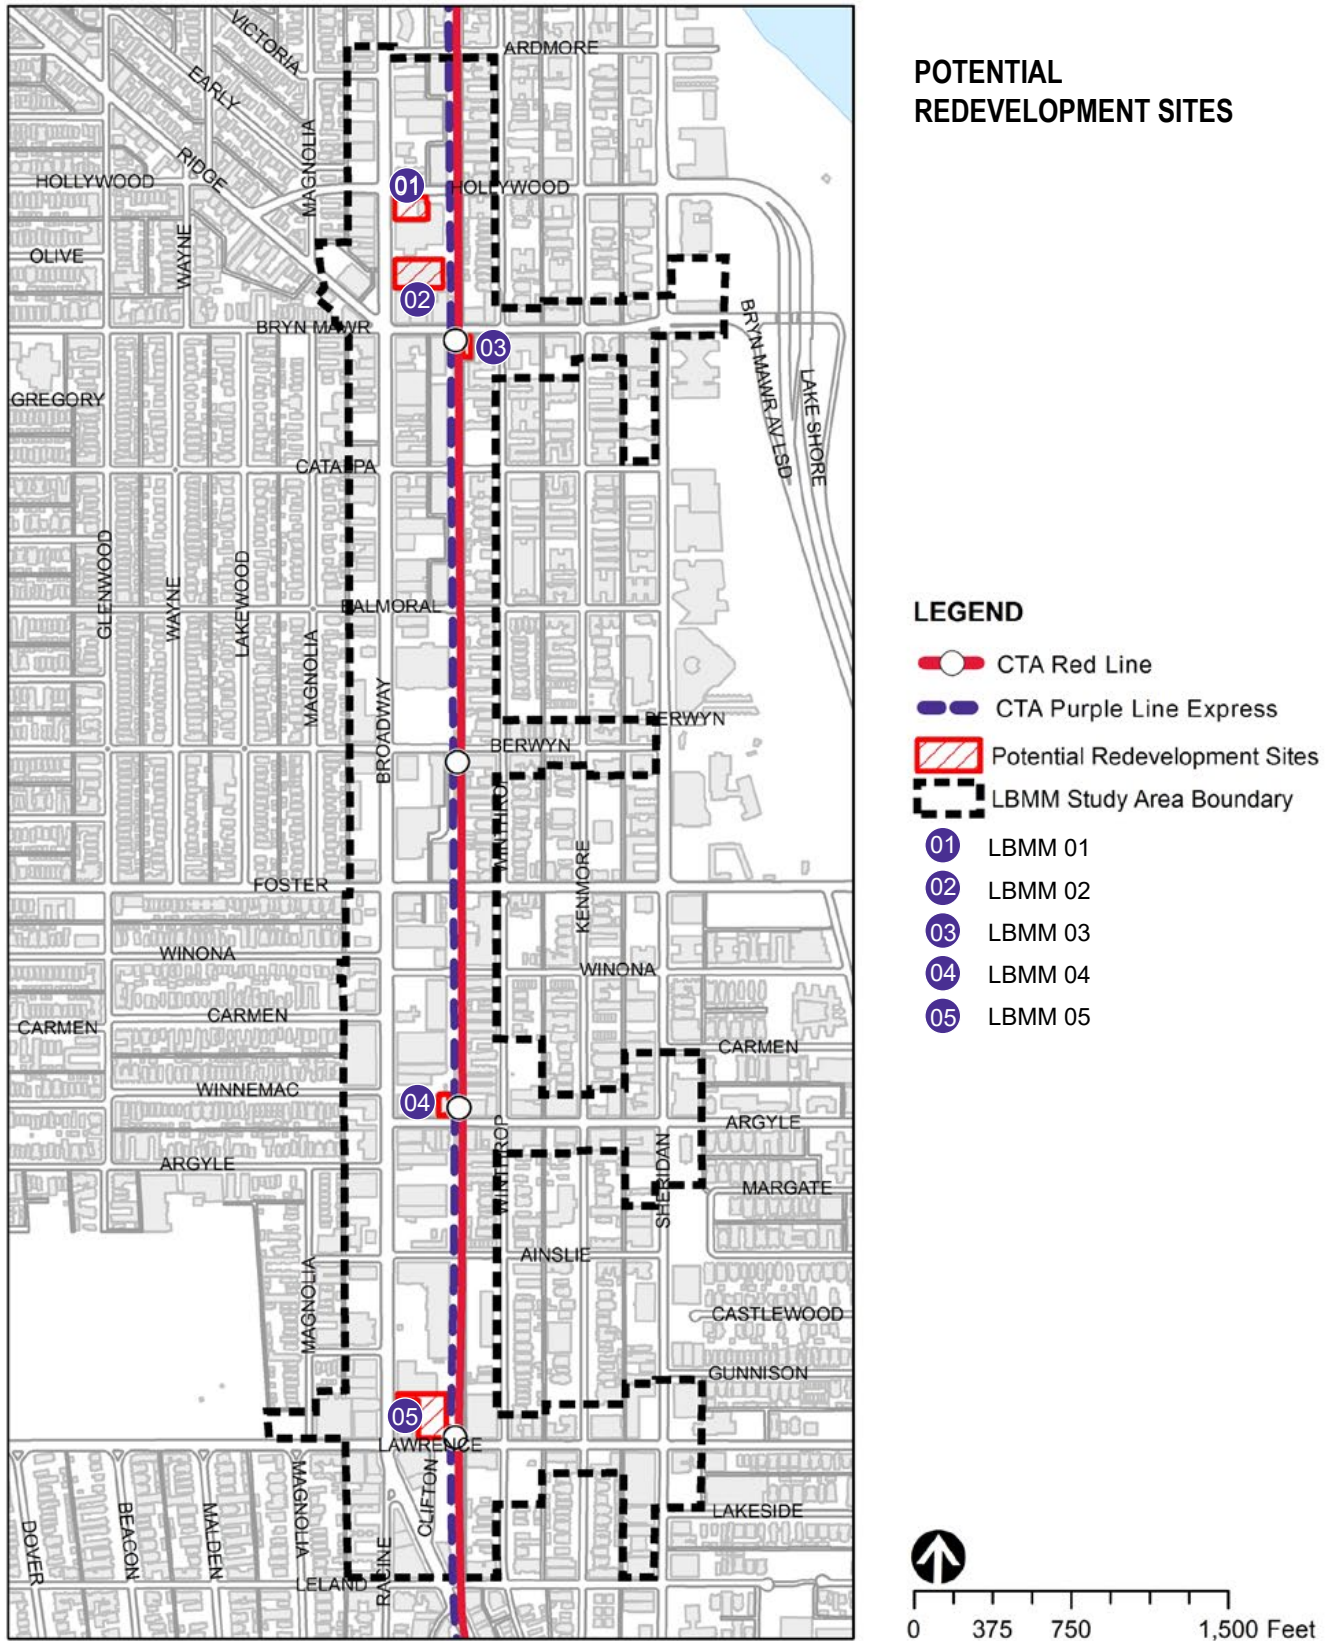 POTENTIAL
REDEVELOPMENT SITES
VICTORIA
ARDMORE
EARLY
RIDGE
MAGNOLIA
HOLLYWOOD
01
HOLLYWOOD
OLIVE
WAYNE
02
BRYN MAWR
03
BRYN MAWR AV LSD
LAKE SHORE
GREGORY
CATALPA
GLENWOOD
WAYNE
LAKEWOOD
BALMORAL
MAGNOLIA
BROADWAY
BERWYN
BERWYN
WINTHROP
KENMORE
FOSTER
WINONA
WINONA
CARMEN
CARMEN
CARMEN
WINNEMAC
04
ARGYLE
ARGYLE
WINTHROP
SHERIDAN
MARGATE
AINSLIE
MAGNOLIA
CASTLEWOOD
GUNNISON
05
LAWRENCE
CLIFTON
LAKESIDE
DOVER
BEACON
MALDEN
MAGNOLIA
RACINE
LELAND
LEGEND
CTA Red Line
CTA Purple Line Express
Potential Redevelopment Sites
LBMM Study Area Boundary
01 LBMM 01
02 LBMM 02
03 LBMM 03
04 LBMM 04
05 LBMM 05
0 375 750 1,500 Feet